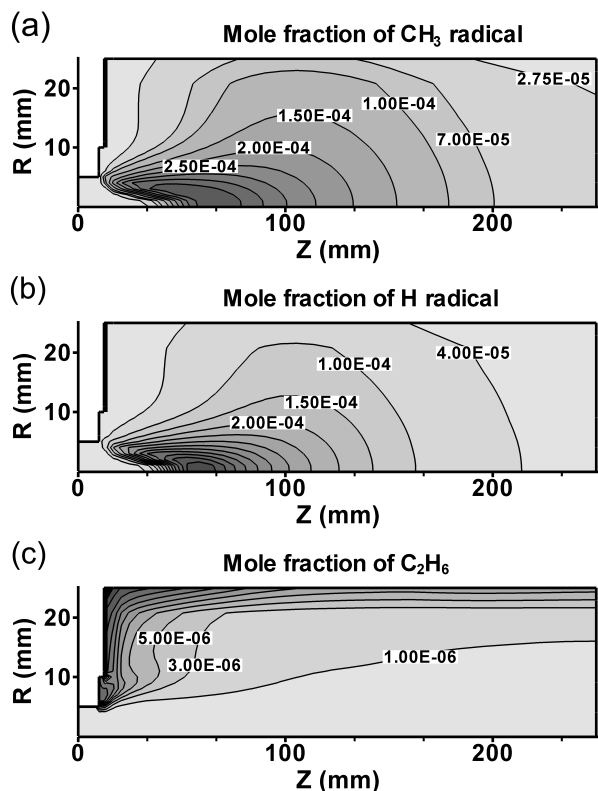 (a)
Mole fraction of CH₃ radical
R (mm)
20
10
2.75E-05
1.00E-04
1.50E-04
7.00E-05
2.00E-04
2.50E-04
0
100
200
Z (mm)
(b)
Mole fraction of H radical
R (mm)
20
10
4.00E-05
1.00E-04
1.50E-04
2.00E-04
0
100
200
Z (mm)
(c)
Mole fraction of C₂H₆
R (mm)
20
10
5.00E-06
3.00E-06
1.00E-06
0
100
200
Z (mm)